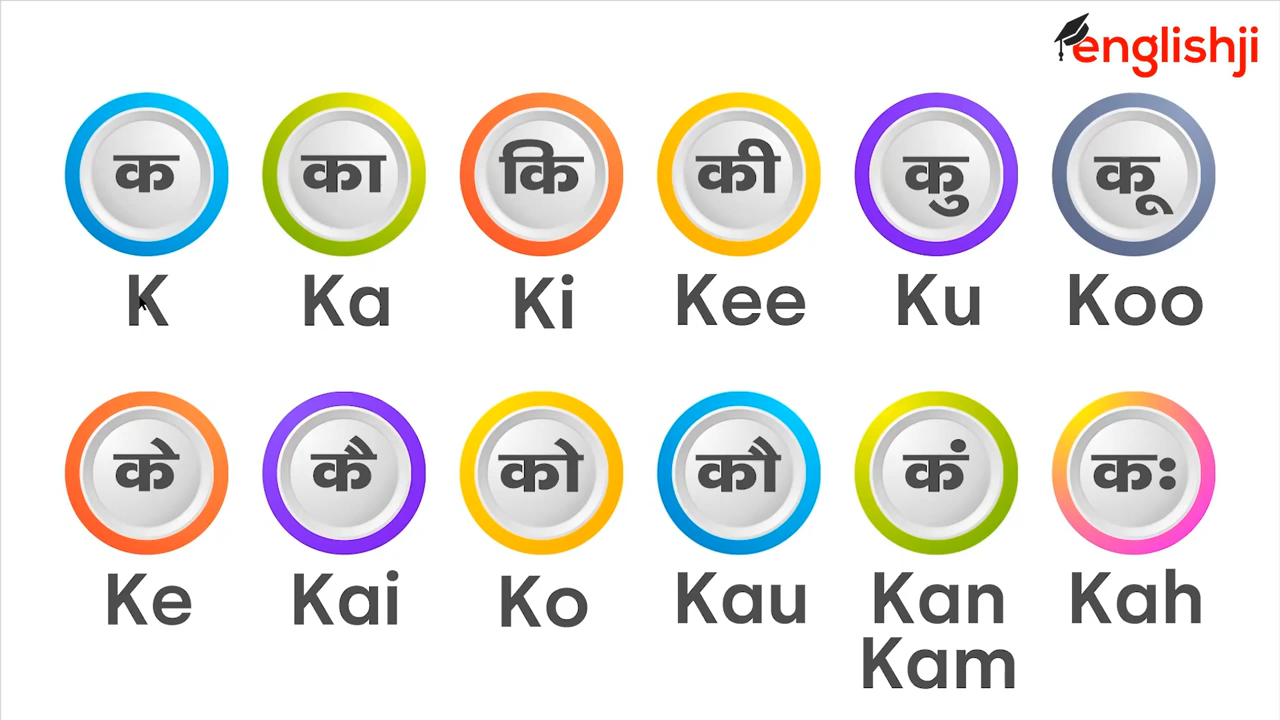 englishji
क का कि की कु कू
K Ka Ki Kee Ku Koo
के कै को कौ कं कः
Ke Kai Ko Kau Kan Kah
Kam